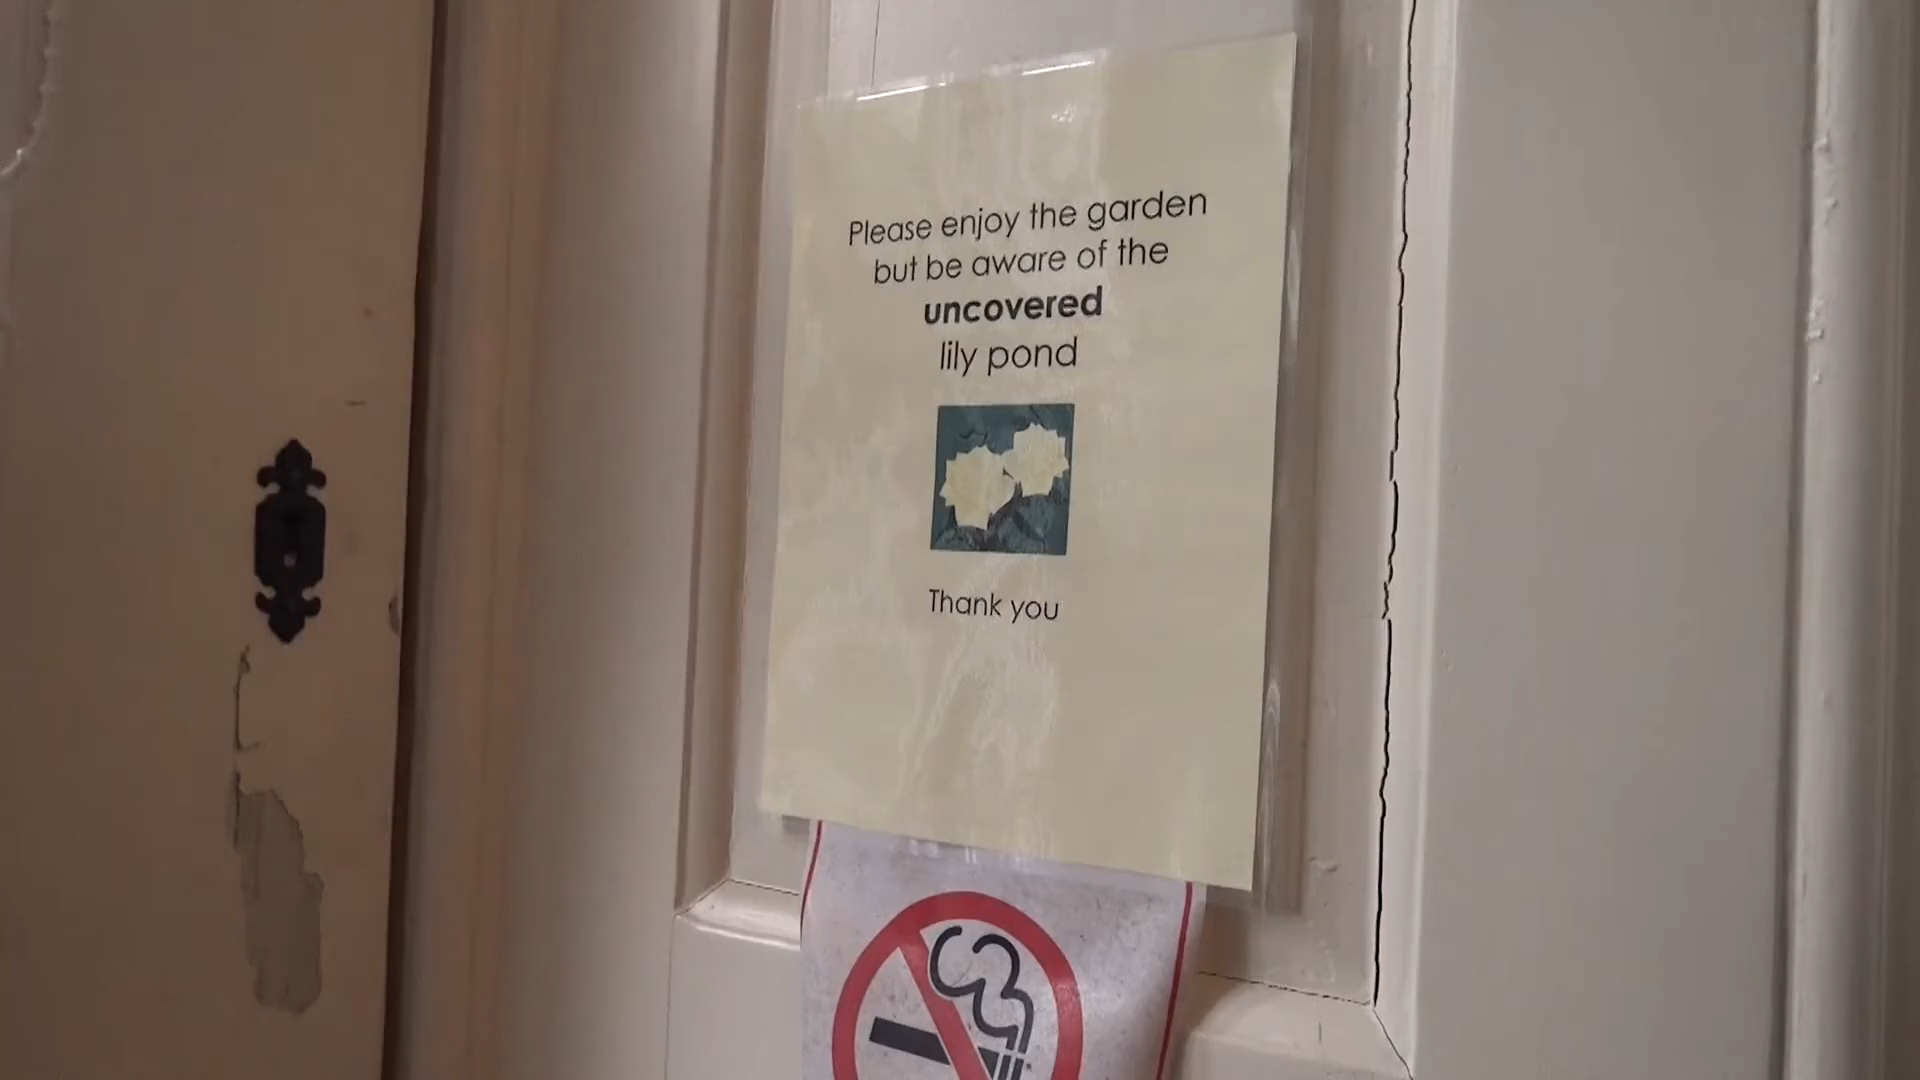 Please enjoy the garden
but be aware of the
uncovered
lily pond
Thank you